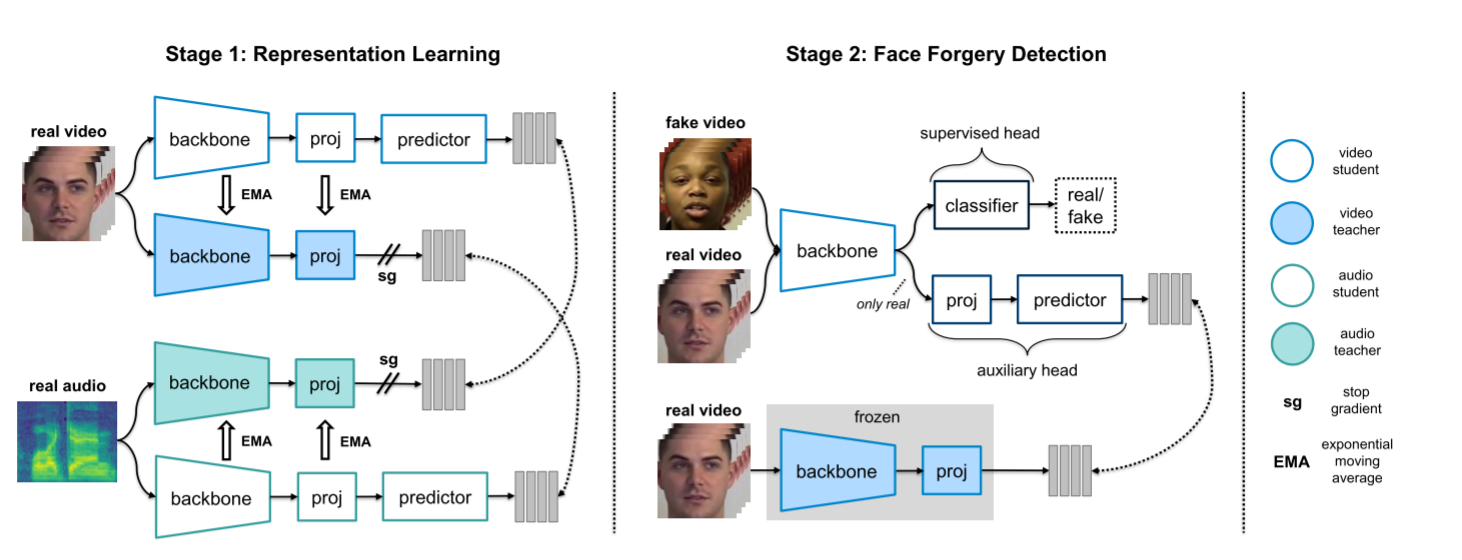 Stage 1: Representation Learning
real video
backbone
proj
predictor
EMA
EMA
backbone
proj
sg
real audio
backbone
proj
sg
EMA
EMA
backbone
proj
predictor
Stage 2: Face Forgery Detection
fake video
real video
backbone
supervised head
classifier
real/
fake
only real
proj
predictor
auxiliary head
real video
frozen
backbone
proj
video
student
video
teacher
audio
student
audio
teacher
sg
stop
gradient
EMA
exponential
moving
average